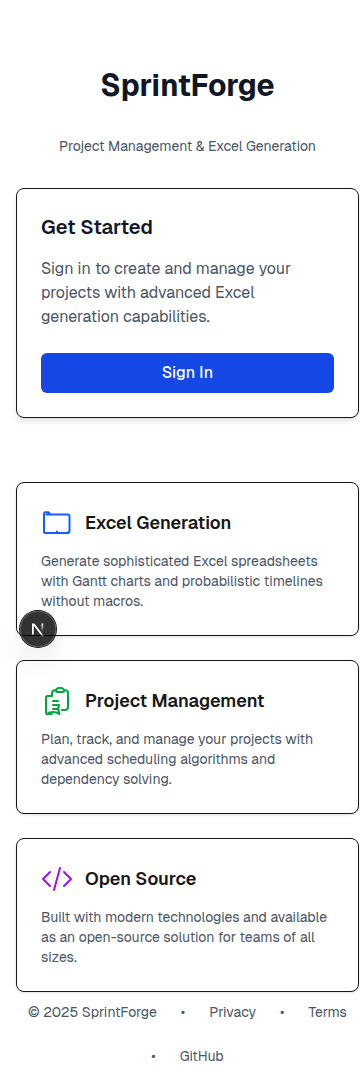 SprintForge
Project Management & Excel Generation
Get Started
Sign in to create and manage your
projects with advanced Excel
generation capabilities.
Sign In
Excel Generation
Generate sophisticated Excel spreadsheets
with Gantt charts and probabilistic timelines
without macros.
N
Project Management
Plan, track, and manage your projects with
advanced scheduling algorithms and
dependency solving.
Open Source
Built with modern technologies and available
as an open-source solution for teams of all
sizes.
© 2025 SprintForge • Privacy • Terms
• GitHub